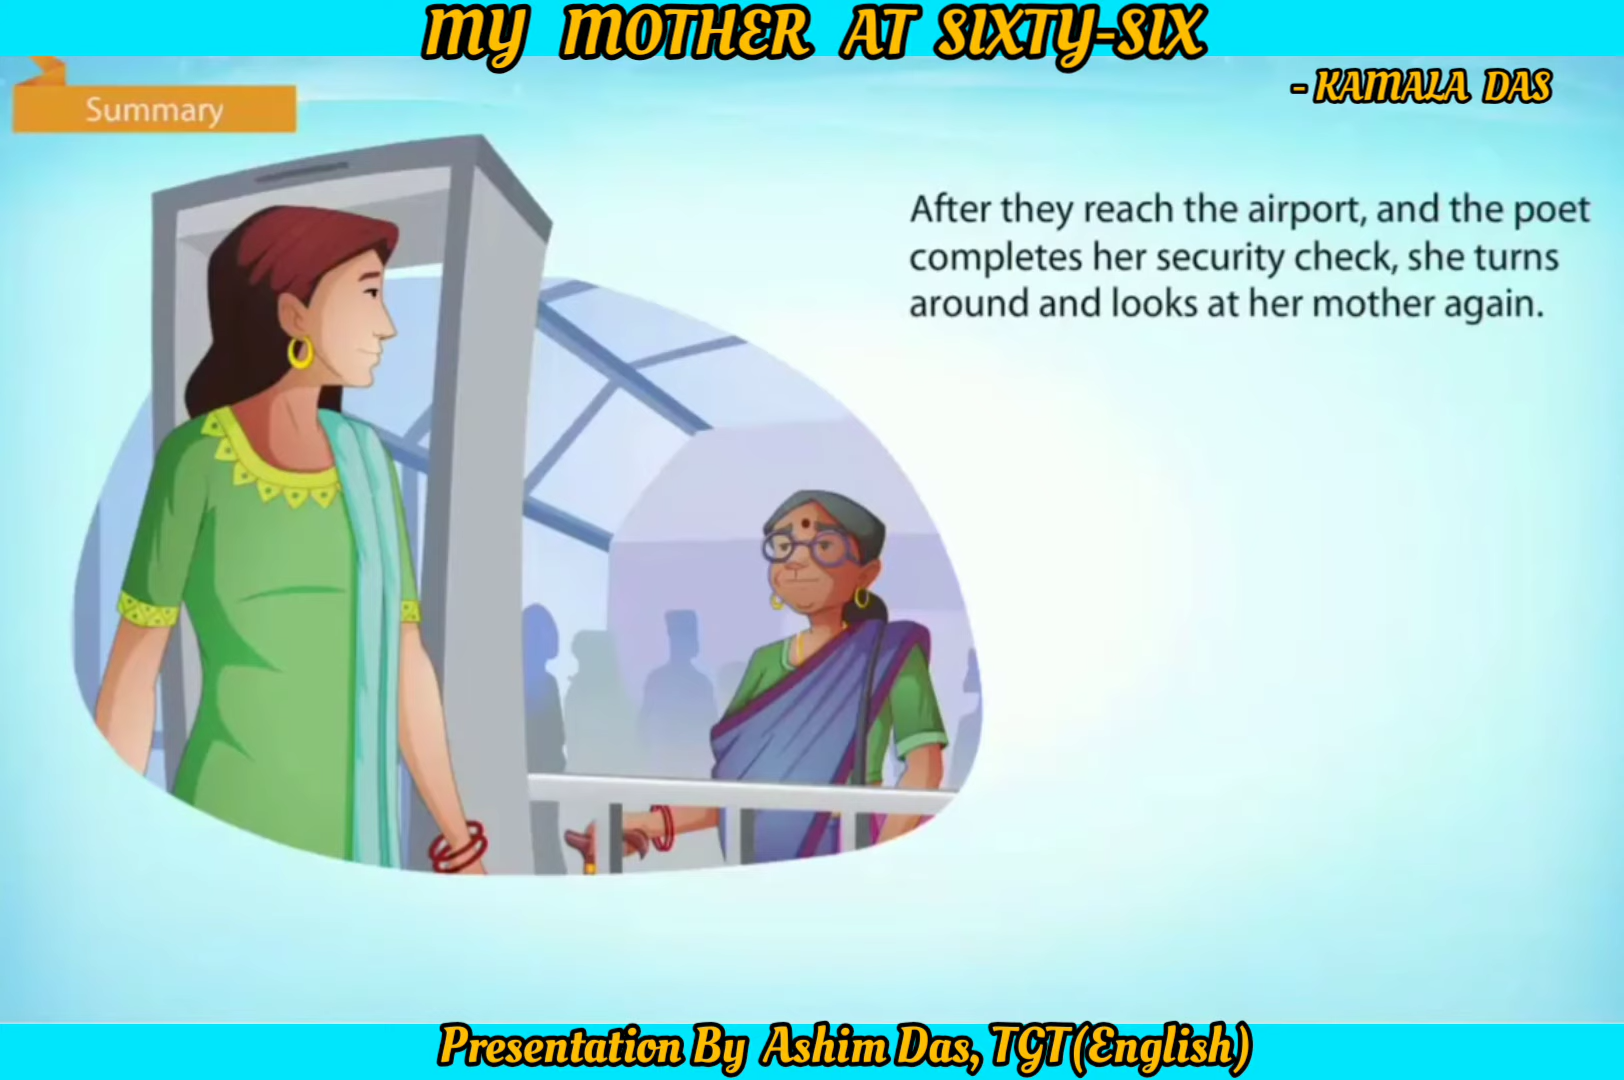 MY MOTHER AT SIXTY-SIX
- KAMALA DAS
Summary
After they reach the airport, and the poet
completes her security check, she turns
around and looks at her mother again.
Presentation By Ashim Das, TGT(English)